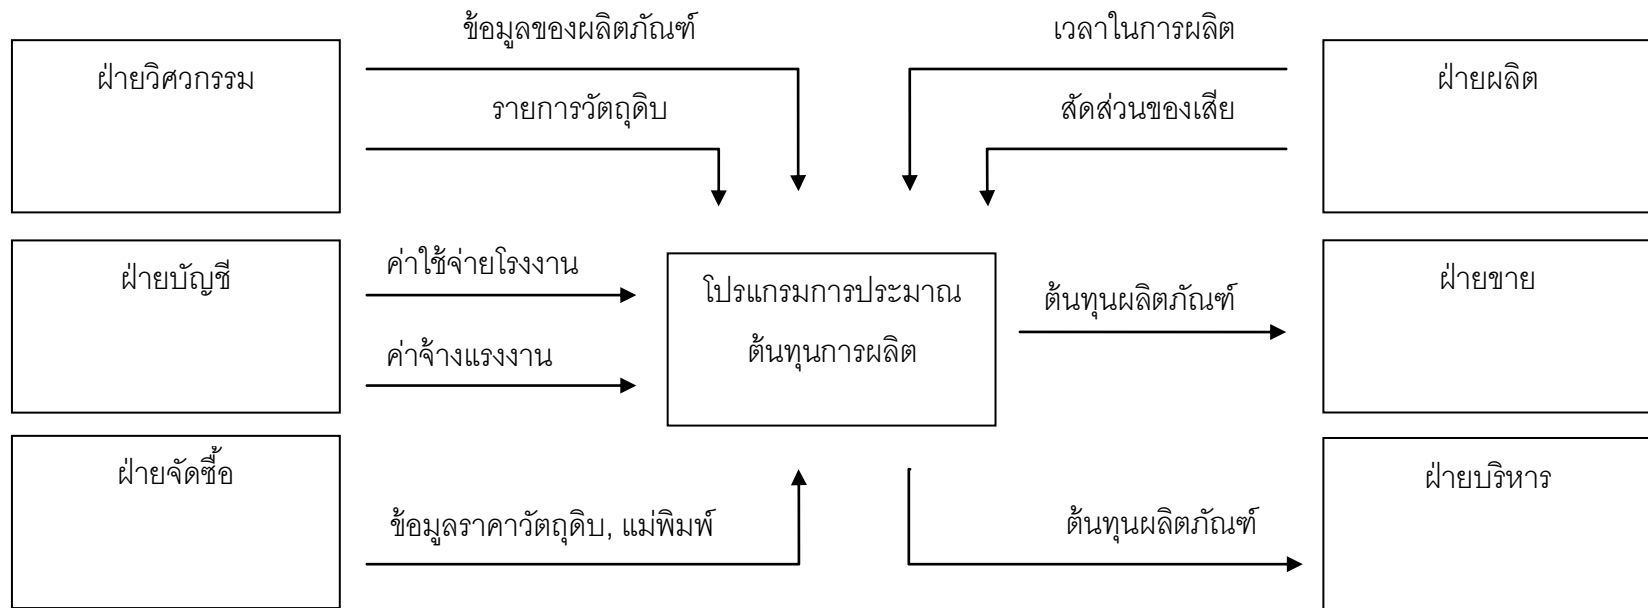 ข้อมูลของผลิตภัณฑ์
เวลาในการผลิต
ฝ่ายวิศวกรรม
ฝ่ายผลิต
รายการวัตถุดิบ
สัดส่วนของเสีย
ฝ่ายบัญชี
ค่าใช้จ่ายโรงงาน
ค่าจ้างแรงงาน
โปรแกรมการประมาณ
ต้นทุนการผลิต
ต้นทุนผลิตภัณฑ์
ฝ่ายขาย
ฝ่ายจัดซื้อ
ข้อมูลราคาวัตถุดิบ, แม่พิมพ์
ต้นทุนผลิตภัณฑ์
ฝ่ายบริหาร